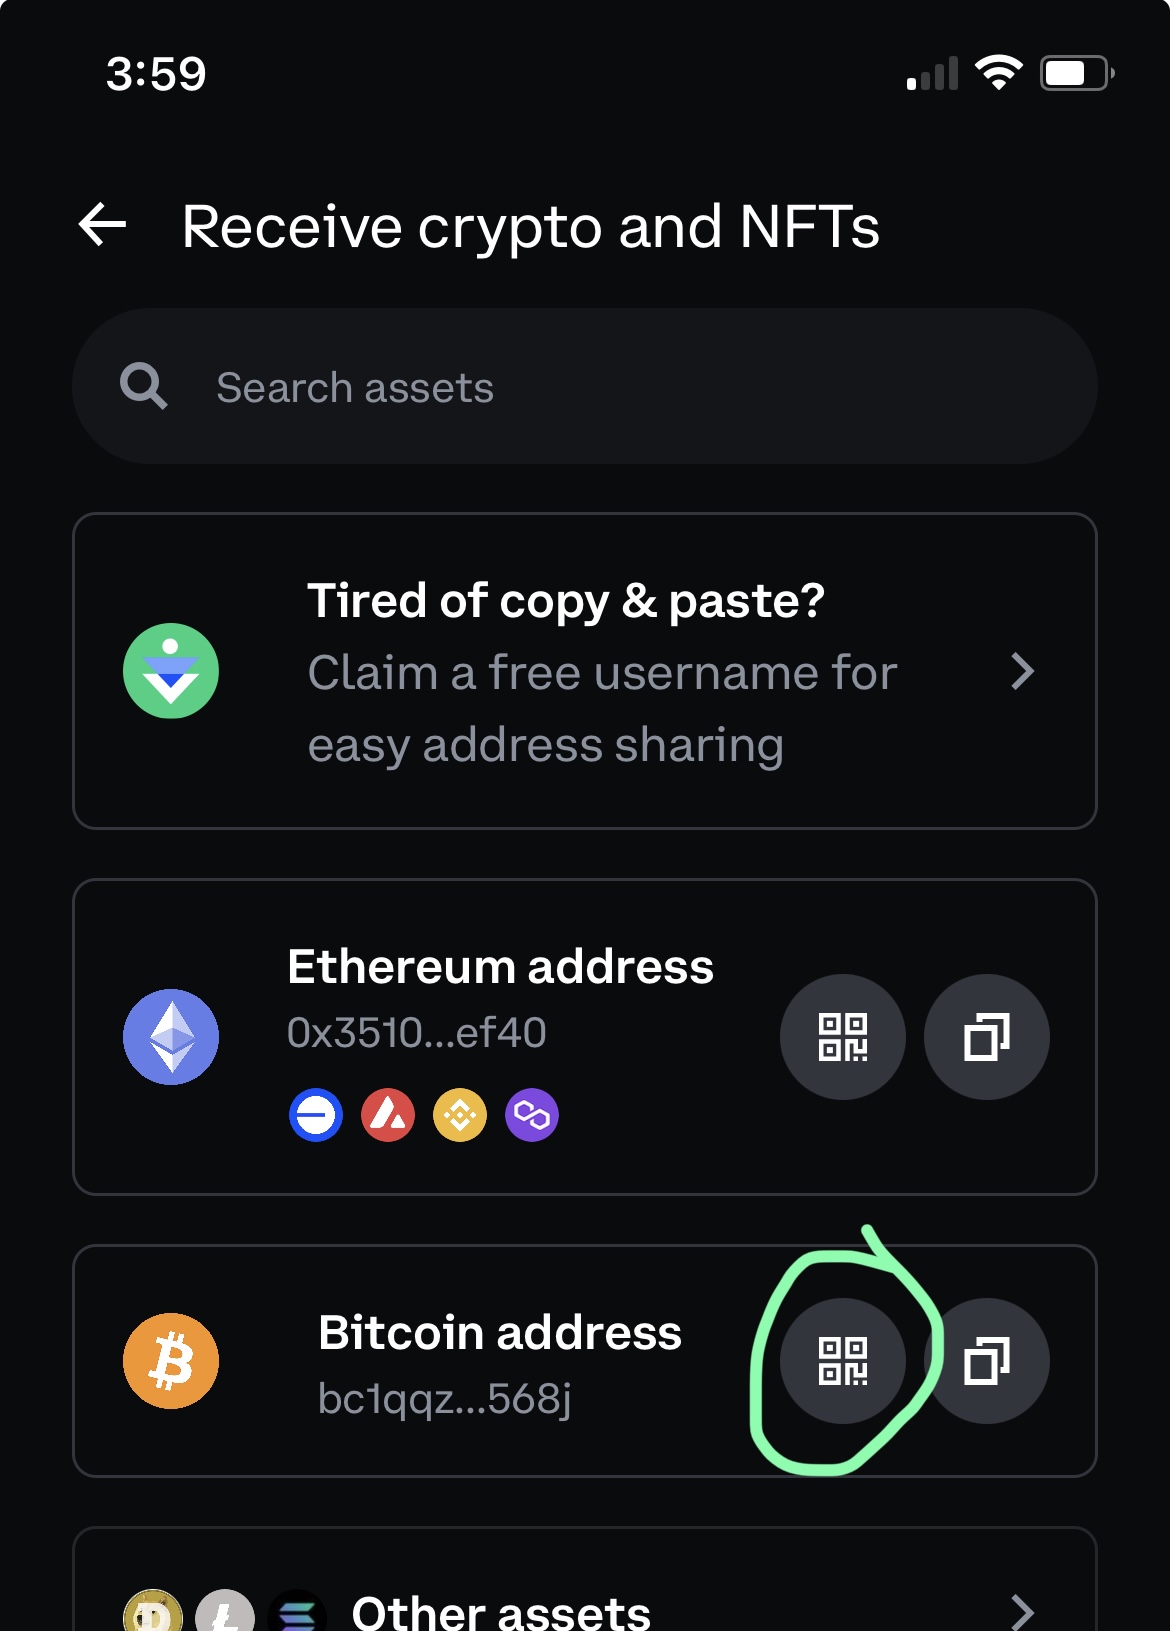 3:59
Receive crypto and NFTs
Search assets
Tired of copy & paste?
Claim a free username for
easy address sharing
Ethereum address
0x3510...ef40
Bitcoin address
bc1qqz...568j
Other assets